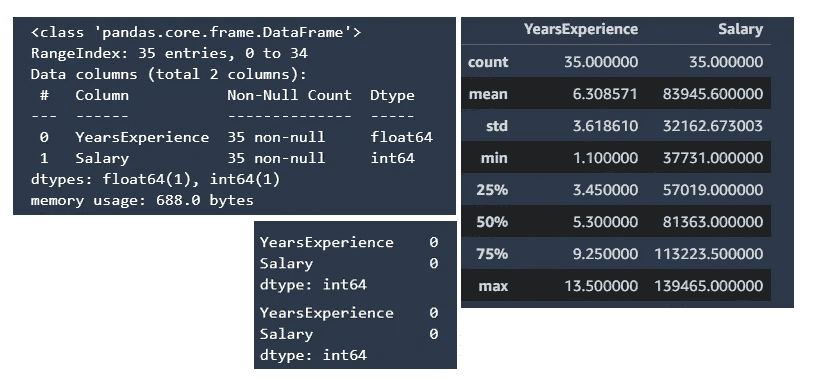 <class 'pandas.core.frame.DataFrame'>
RangeIndex: 35 entries, 0 to 34
Data columns (total 2 columns):
#   Column           Non-Null Count  Dtype
---  ------           --------------  -----
0   YearsExperience  35 non-null     float64
1   Salary           35 non-null     int64
dtypes: float64(1), int64(1)
memory usage: 688.0 bytes
YearsExperience    0
Salary             0
dtype: int64
YearsExperience    0
Salary             0
dtype: int64
YearsExperience Salary
count 35.000000 35.000000
mean 6.308571 83945.600000
std 3.618610 32162.673003
min 1.100000 37731.000000
25% 3.450000 57019.000000
50% 5.300000 81363.000000
75% 9.250000 113223.500000
max 13.500000 139465.000000